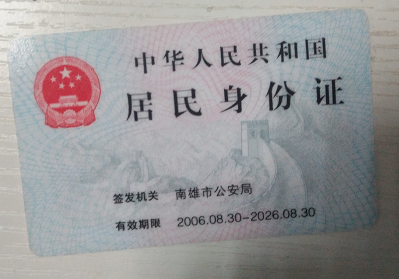 中华人民共和国
居民身份证
签发机关 南雄市公安局
有效期限 2006.08.30-2026.08.30